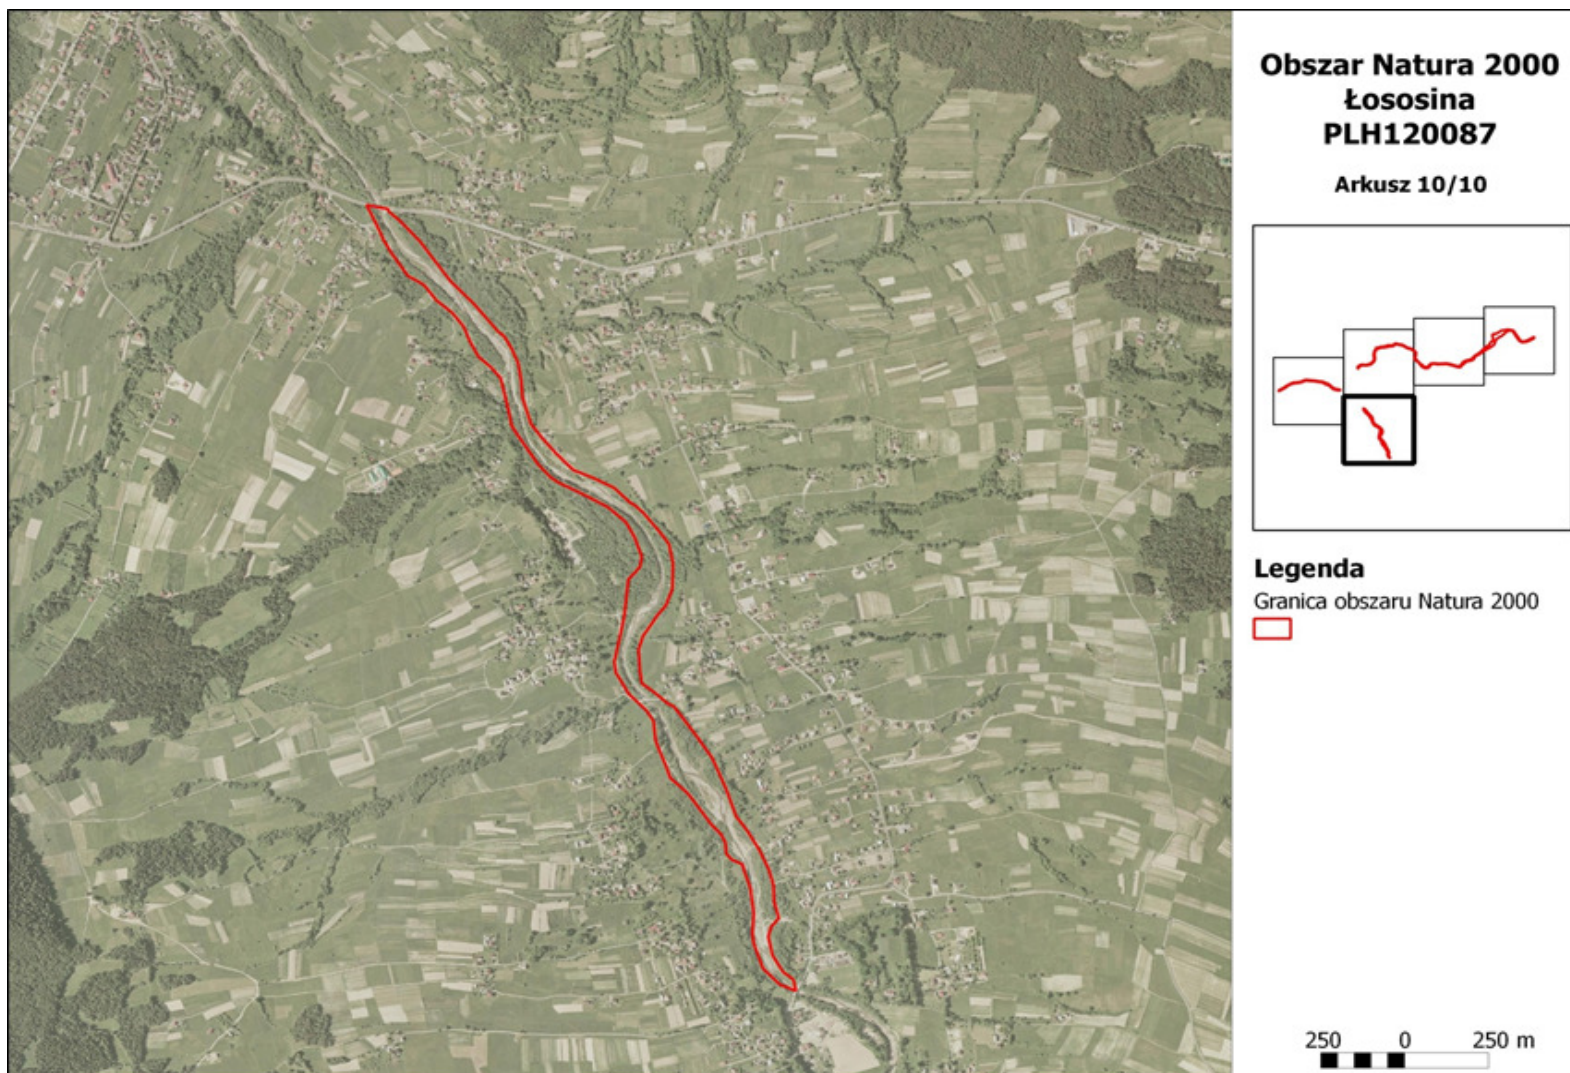 Obszar Natura 2000
Łososina
PLH120087
Arkusz 10/10
Legenda
Granica obszaru Natura 2000
250 0 250 m